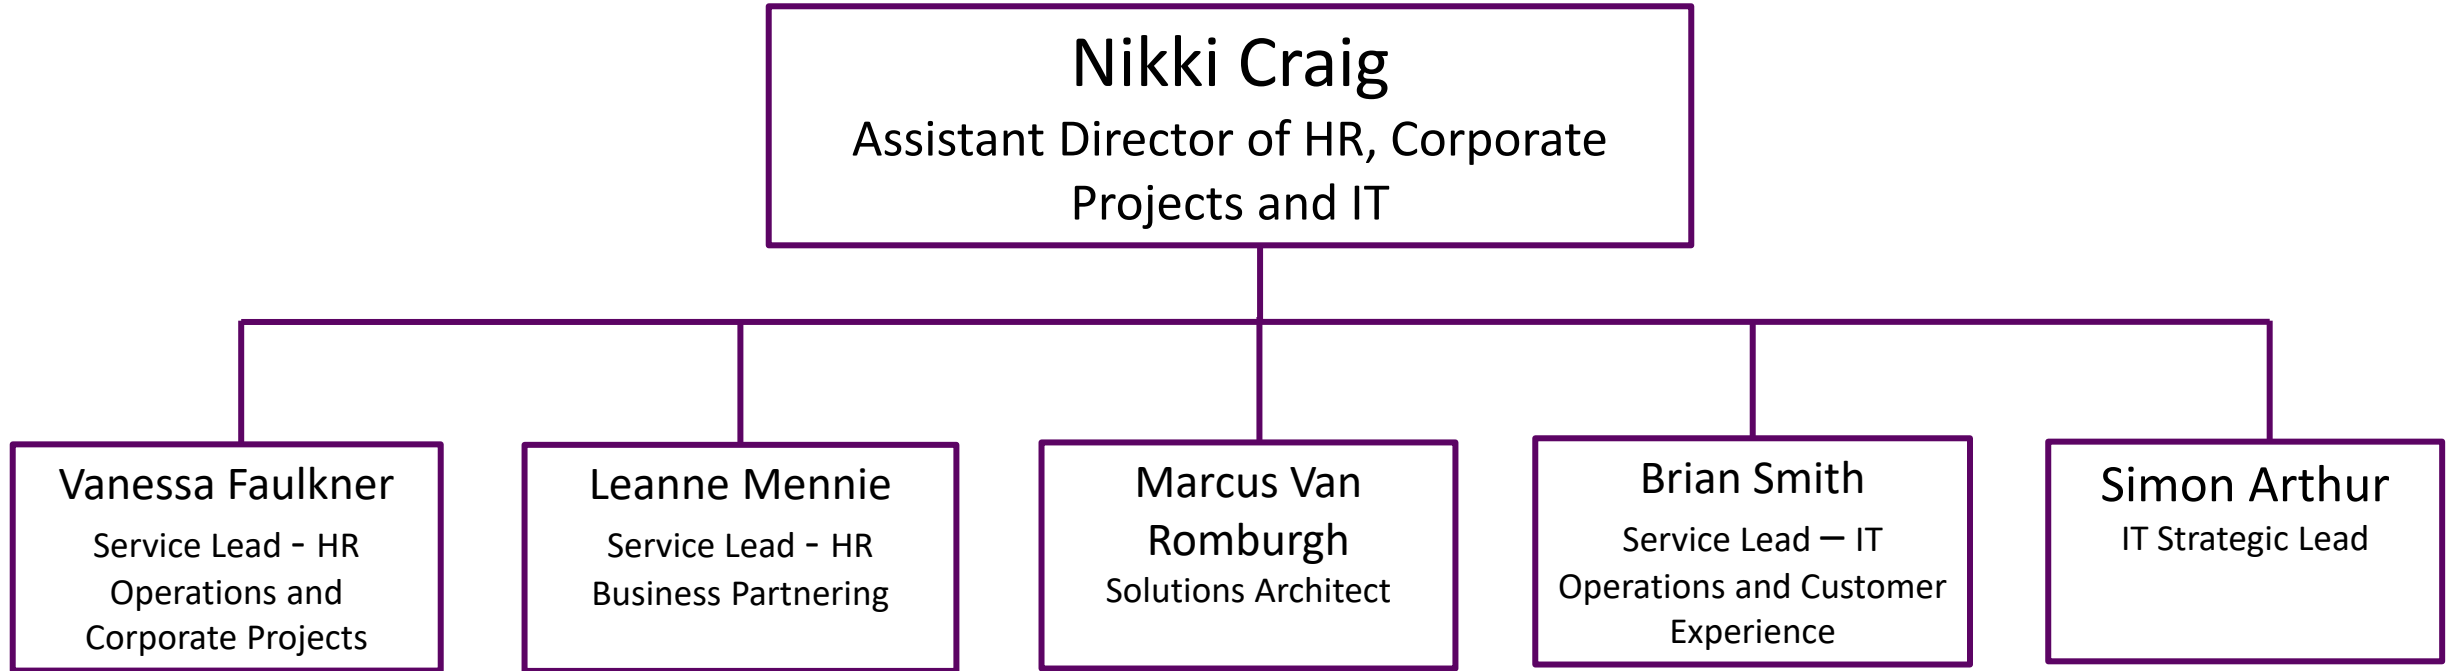 Nikki Craig
Assistant Director of HR, Corporate
Projects and IT
Vanessa Faulkner
Service Lead - HR
Operations and
Corporate Projects
Leanne Mennie
Service Lead - HR
Business Partnering
Marcus Van
Romburgh
Solutions Architect
Brian Smith
Service Lead – IT
Operations and Customer
Experience
Simon Arthur
IT Strategic Lead